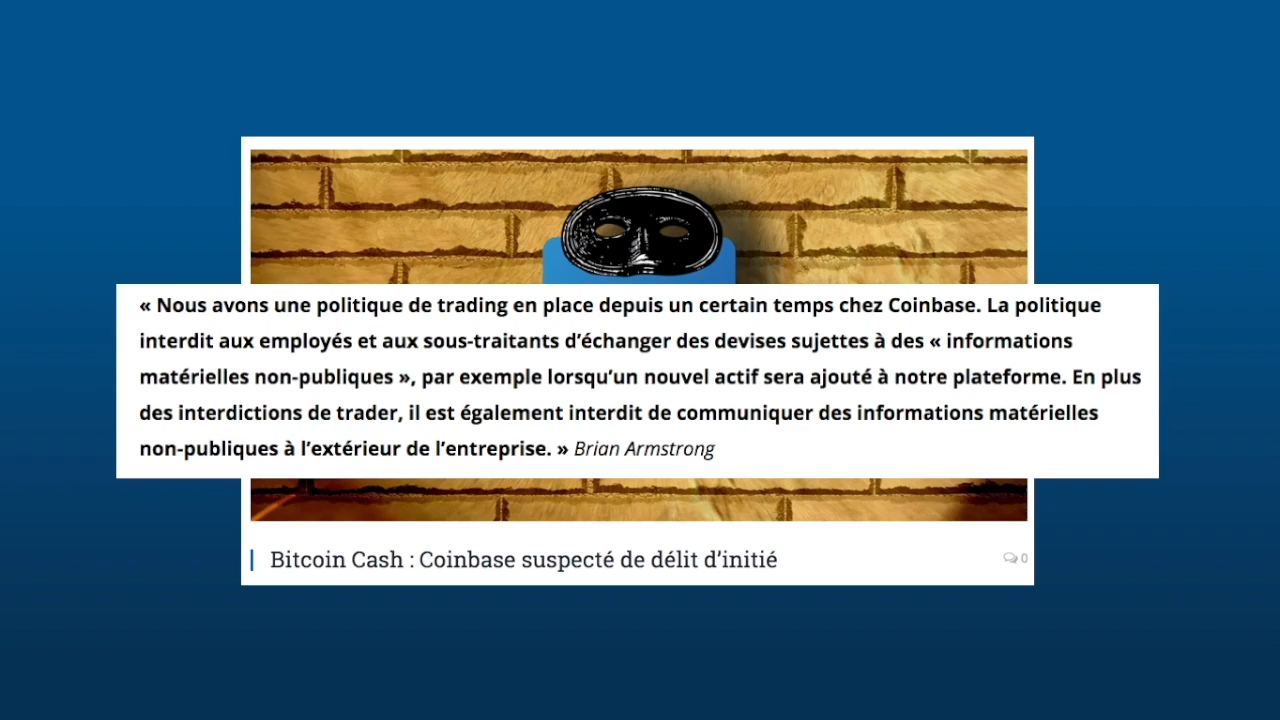 « Nous avons une politique de trading en place depuis un certain temps chez Coinbase. La politique
interdit aux employés et aux sous-traitants d’échanger des devises sujettes à des « informations
matérielles non-publiques », par exemple lorsqu’un nouvel actif sera ajouté à notre plateforme. En plus
des interdictions de trader, il est également interdit de communiquer des informations matérielles
non-publiques à l’extérieur de l’entreprise. » Brian Armstrong
Bitcoin Cash : Coinbase suspecté de délit d’initié
0